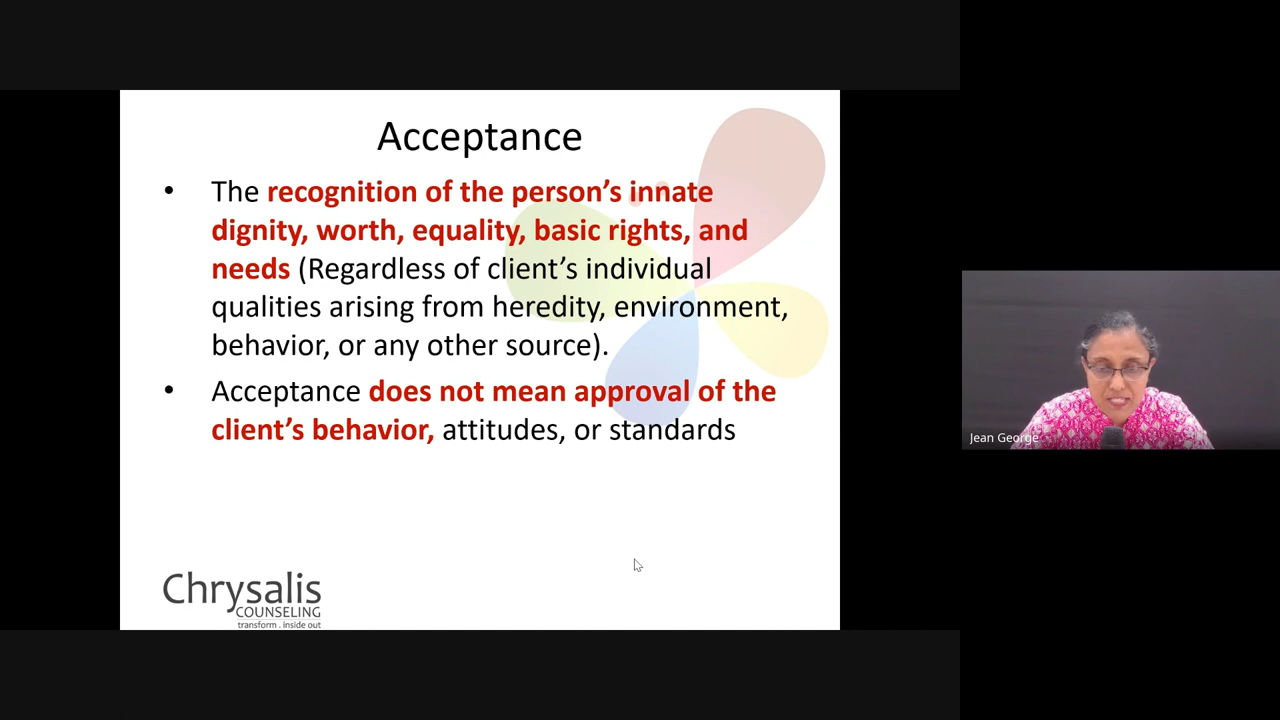 Acceptance
• The recognition of the person’s innate
dignity, worth, equality, basic rights, and
needs (Regardless of client’s individual
qualities arising from heredity, environment,
behavior, or any other source).
• Acceptance does not mean approval of the
client’s behavior, attitudes, or standards
Chrysalis
COUNSELING
transform . inside out
Jean George